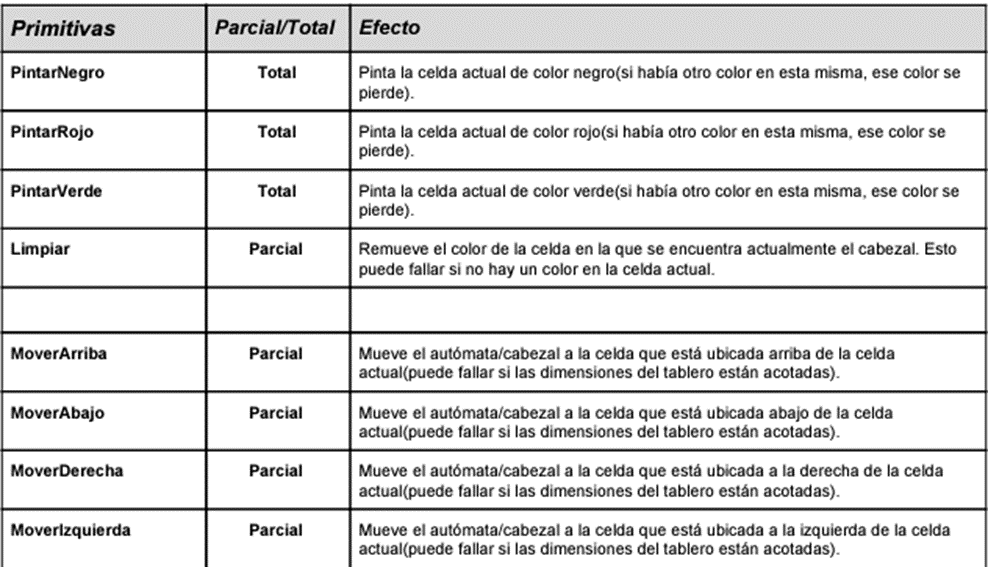 Primitivas Parcial/Total Efecto
PintarNegro Total Pinta la celda actual de color negro(si había otro color en esta misma, ese color se
pierde).
PintarRojo Total Pinta la celda actual de color rojo(si había otro color en esta misma, ese color se
pierde).
PintarVerde Total Pinta la celda actual de color verde(si había otro color en esta misma, ese color se
pierde).
Limpiar Parcial Remueve el color de la celda en la que se encuentra actualmente el cabezal. Esto
puede fallar si no hay un color en la celda actual.
MoverArriba Parcial Mueve el autómata/cabezal a la celda que está ubicada arriba de la celda
actual(puede fallar si las dimensiones del tablero están acotadas).
MoverAbajo Parcial Mueve el autómata/cabezal a la celda que está ubicada abajo de la celda
actual(puede fallar si las dimensiones del tablero están acotadas).
MoverDerecha Parcial Mueve el autómata/cabezal a la celda que está ubicada a la derecha de la celda
actual(puede fallar si las dimensiones del tablero están acotadas).
MoverIzquierda Parcial Mueve el autómata/cabezal a la celda que está ubicada a la izquierda de la celda
actual(puede fallar si las dimensiones del tablero están acotadas).